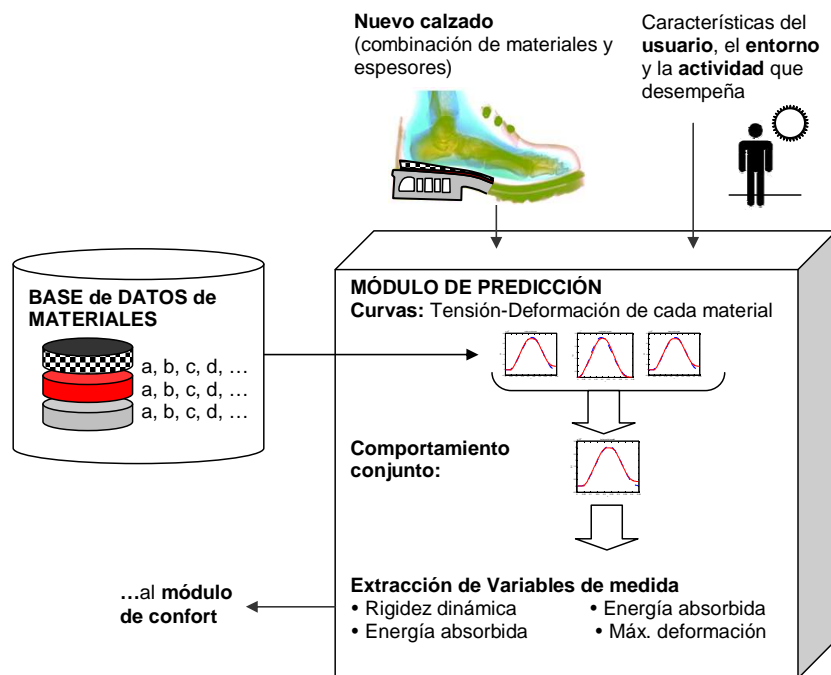 Nuevo calzado
(combinación de materiales y
espesores)
Características del
usuario, el entorno
y la actividad que
desempeña
BASE de DATOS de
MATERIALES
a, b, c, d, …
a, b, c, d, …
a, b, c, d, …
MÓDULO DE PREDICCIÓN
Curvas: Tensión-Deformación de cada material
Comportamiento
conjunto:
Extracción de Variables de medida
• Rigidez dinámica
• Energía absorbida
• Energía absorbida
• Máx. deformación
…al módulo
de confort